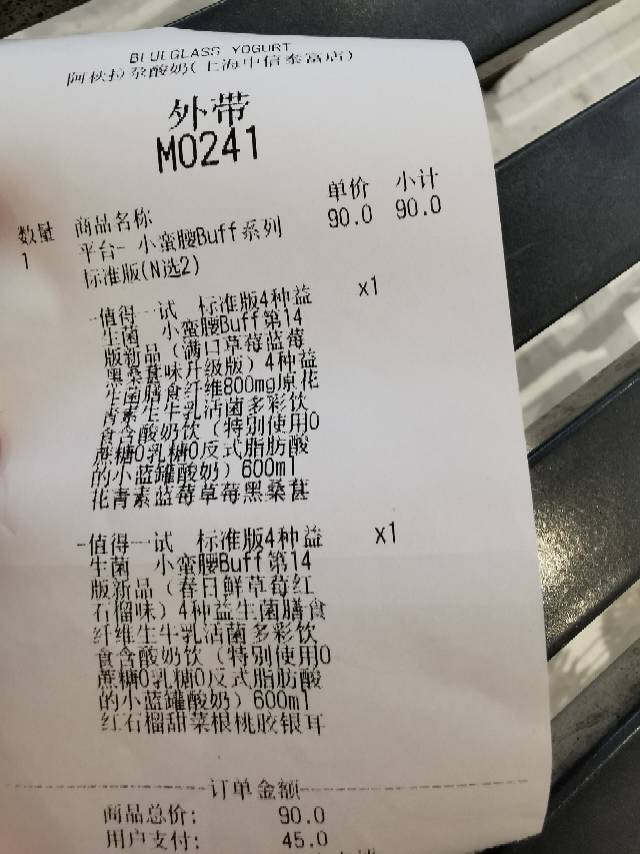 BLUEGLASS YOGURT
阿秋拉尕酸奶(上海中信泰富店)
外带
M0241
数量 商品名称 单价 小计
1 平台- 小蛮腰Buff系列 90.0 90.0
标准版(N选2)
-值得一试 标准版4种益 x1
生菌 小蛮腰Buff第14
版新品（满口草莓蓝莓
黑桑葚味升级版）4种益
生菌膳食纤维800mg原花
青素生牛乳活菌多彩饮
食含酸奶饮（特别使用0
蔗糖0乳糖0反式脂肪酸
的小蓝罐酸奶）600ml
花青素蓝莓草莓黑桑葚
-值得一试 标准版4种益 x1
生菌 小蛮腰Buff第14
版新品（春日鲜草莓红
石榴味）4种益生菌膳食
纤维生牛乳活菌多彩饮
食含酸奶饮（特别使用0
蔗糖0乳糖0反式脂肪酸
的小蓝罐酸奶）600ml
红石榴甜菜根桃胶银耳
订单金额
商品总价: 90.0
用户支付: 45.0